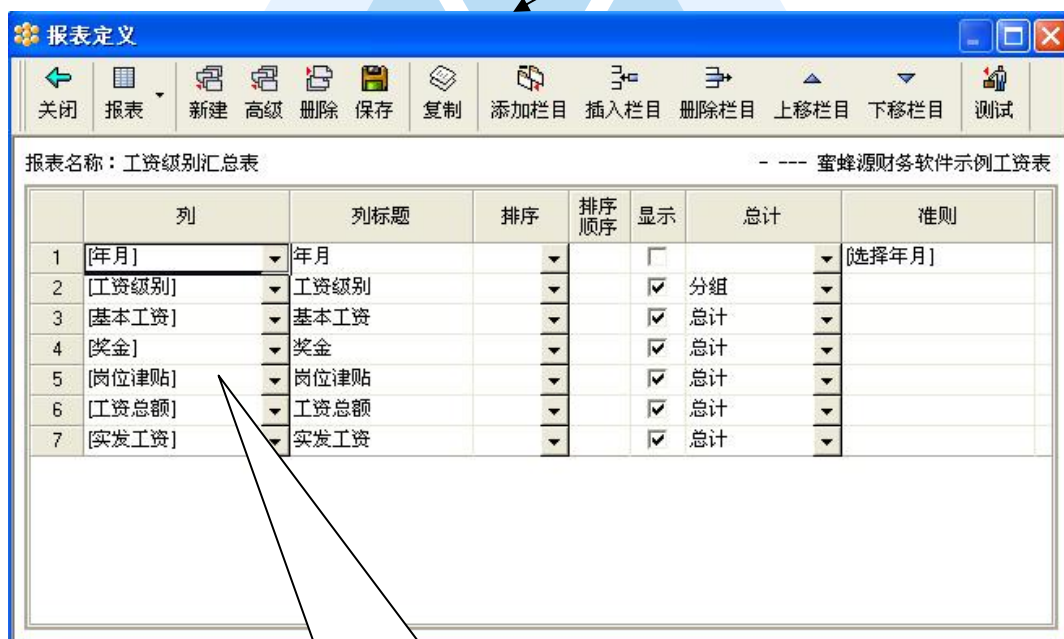 报表定义
关闭 报表 新建 高级 删除 保存 复制 添加栏目 插入栏目 删除栏目 上移栏目 下移栏目 测试
报表名称：工资级别汇总表 - --- 蜜蜂源财务软件示例工资表
列 列标题 排序 排序顺序 显示 总计 准则
1 [年月] 年月 [选择年月]
2 [工资级别] 工资级别 分组
3 [基本工资] 基本工资 总计
4 [奖金] 奖金 总计
5 [岗位津贴] 岗位津贴 总计
6 [工资总额] 工资总额 总计
7 [实发工资] 实发工资 总计